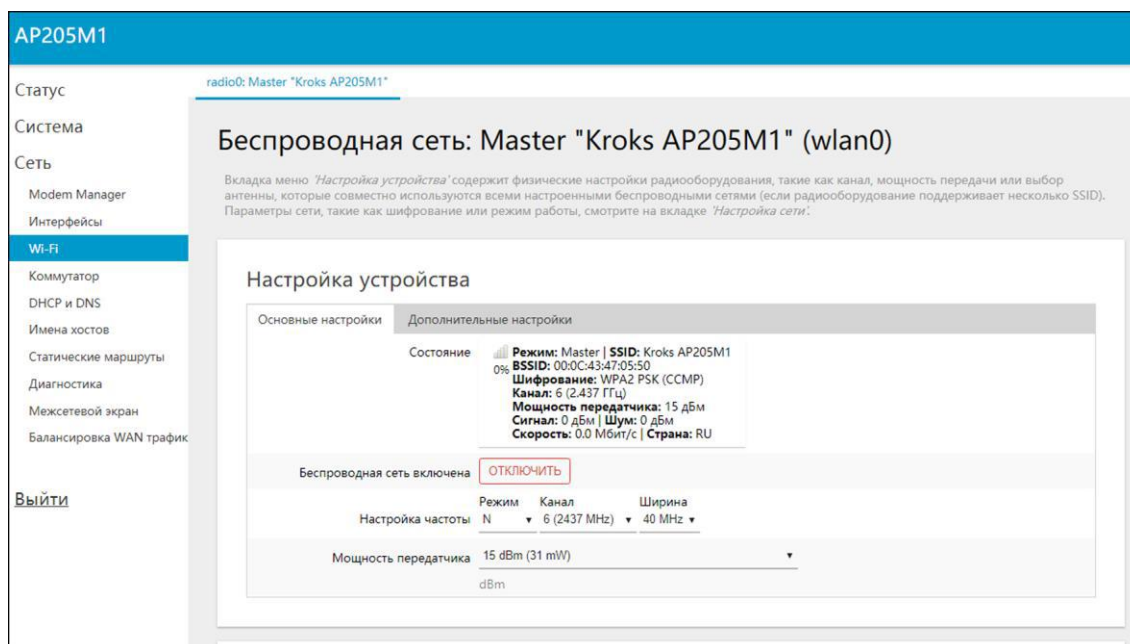 AP205M1
Статус
Система
Сеть
Modem Manager
Интерфейсы
Wi-Fi
Коммутатор
DHCP и DNS
Имена хостов
Статические маршруты
Диагностика
Межсетевой экран
Балансировка WAN трафик
Выйти
radio0: Master "Kroks AP205M1"
Беспроводная сеть: Master "Kroks AP205M1" (wlan0)
Вкладка меню 'Настройка устройства' содержит физические настройки радиооборудования, такие как канал, мощность передачи или выбор
антенны, которые совместно используются всеми настроенными беспроводными сетями (если радиооборудование поддерживает несколько SSID).
Параметры сети, такие как шифрование или режим работы, смотрите на вкладке 'Настройка сети'.
Настройка устройства
Основные настройки Дополнительные настройки
Состояние
0%
Режим: Master | SSID: Kroks AP205M1
BSSID: 00:0C:43:47:05:50
Шифрование: WPA2 PSK (CCMP)
Канал: 6 (2.437 ГГц)
Мощность передатчика: 15 дБм
Сигнал: 0 дБм | Шум: 0 дБм
Скорость: 0.0 Мбит/с | Страна: RU
Беспроводная сеть включена ОТКЛЮЧИТЬ
Режим Канал Ширина
Настройка частоты N 6 (2437 MHz) 40 MHz
Мощность передатчика 15 dBm (31 mW)
dBm